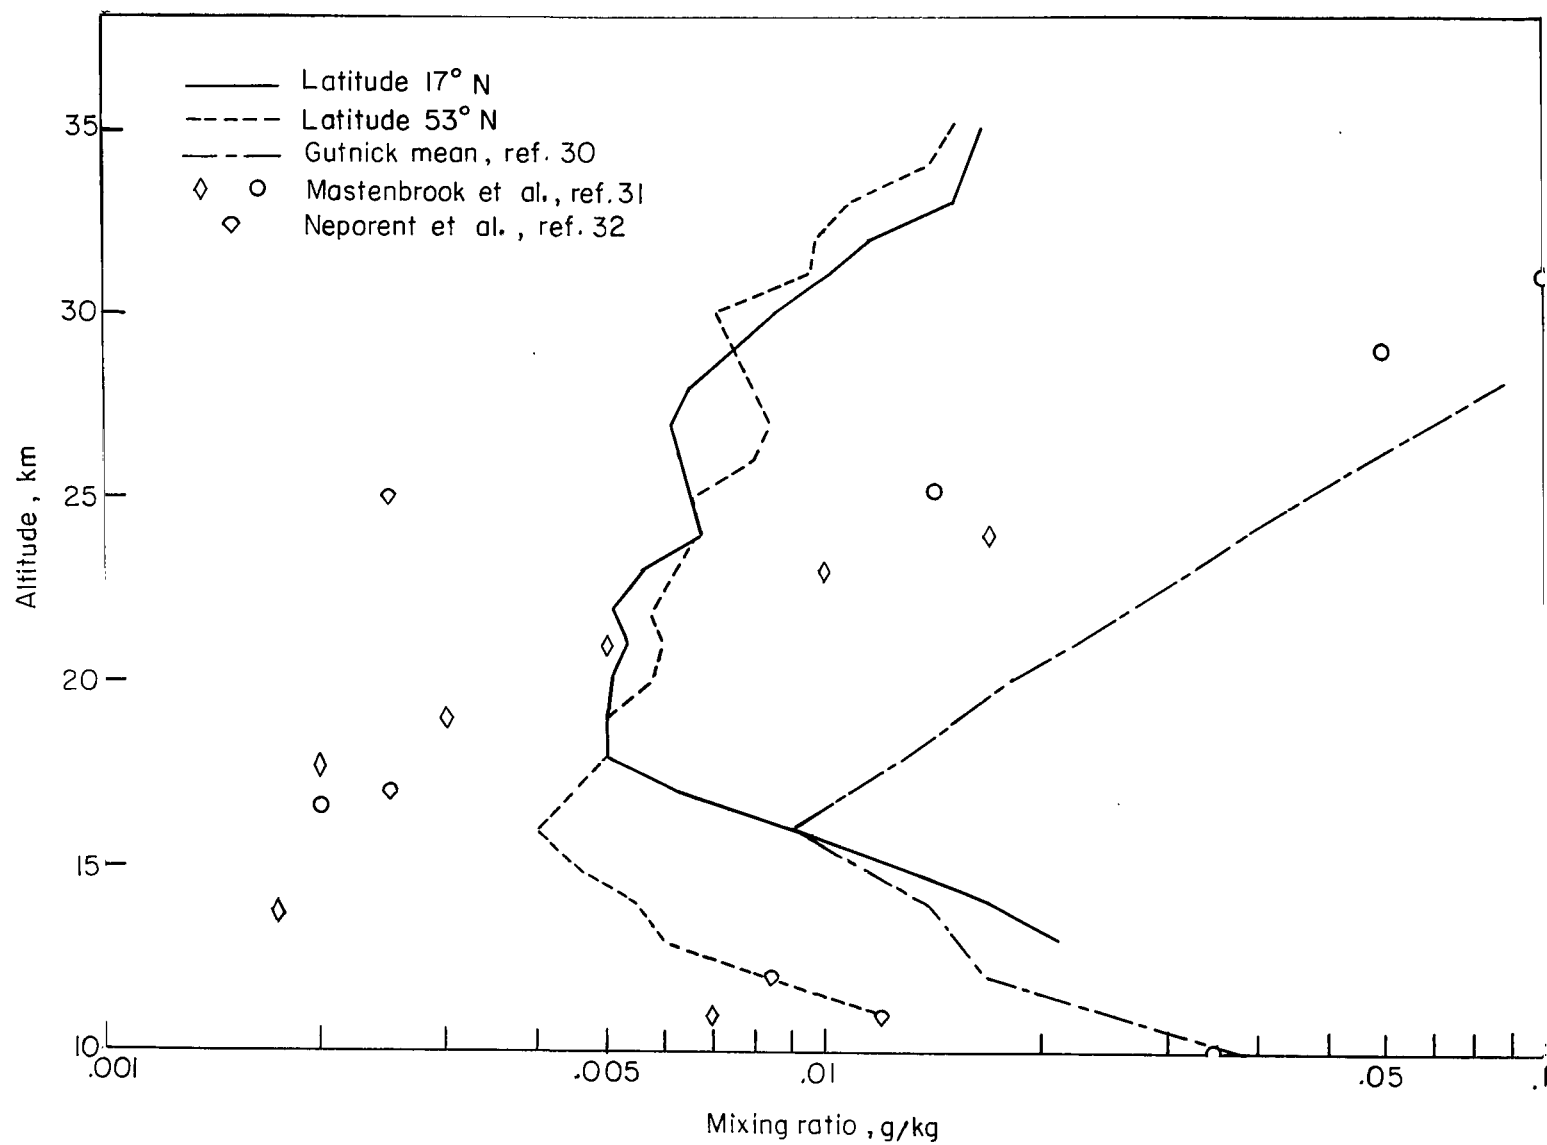 Latitude 17° N
Latitude 53° N
Gutnick mean, ref. 30
Mastenbrook et al., ref. 31
Neporent et al., ref. 32
35
30
25
20
15
10
Altitude, km
.001
.005
.01
.05
.1
Mixing ratio, g/kg